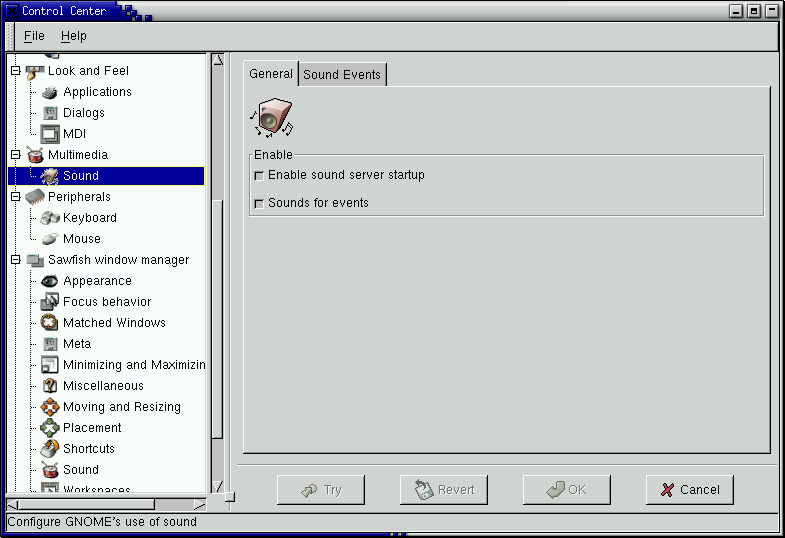 Control Center
File Help
Look and Feel
Applications
Dialogs
MDI
Multimedia
Sound
Peripherals
Keyboard
Mouse
Sawfish window manager
Appearance
Focus behavior
Matched Windows
Meta
Minimizing and Maximizin
Miscellaneous
Moving and Resizing
Placement
Shortcuts
Sound
Workspaces
General Sound Events
Enable
Enable sound server startup
Sounds for events
Try Revert OK Cancel
Configure GNOME's use of sound